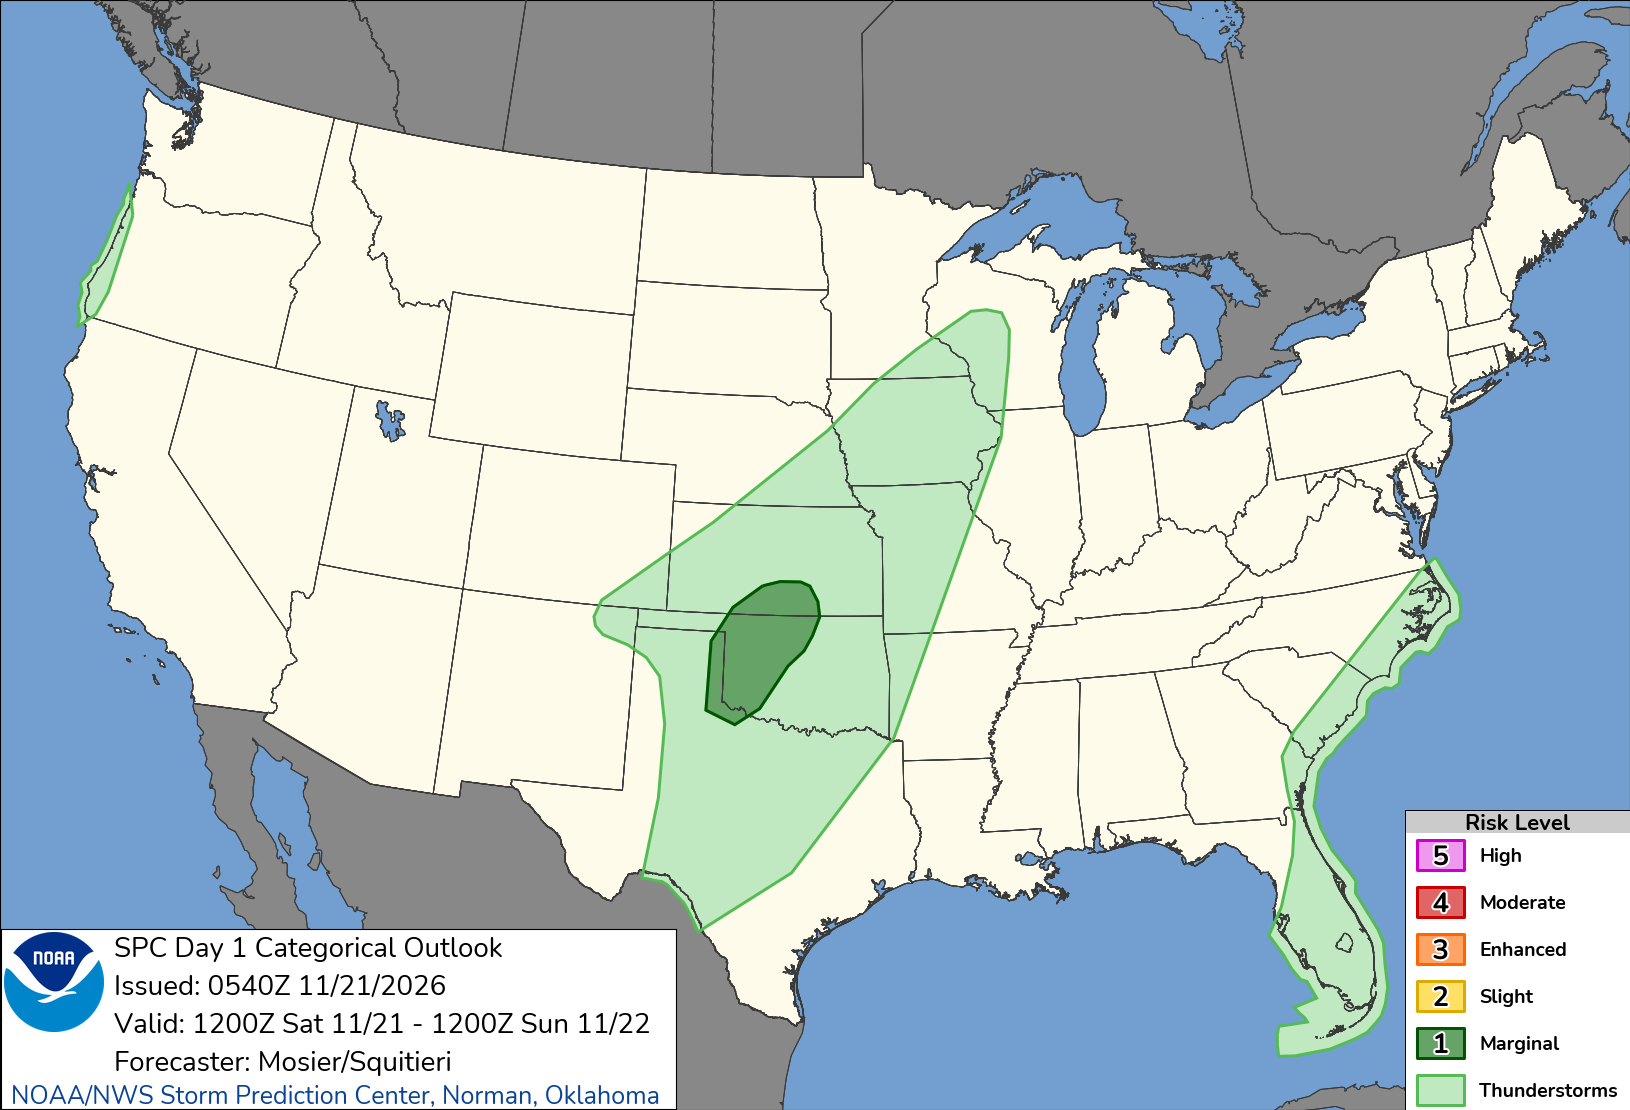 Risk Level
5 High
4 Moderate
3 Enhanced
2 Slight
1 Marginal
Thunderstorms
NOAA
SPC Day 1 Categorical Outlook
Issued: 0540Z 11/21/2026
Valid: 1200Z Sat 11/21 - 1200Z Sun 11/22
Forecaster: Mosier/Squitieri
NOAA/NWS Storm Prediction Center, Norman, Oklahoma